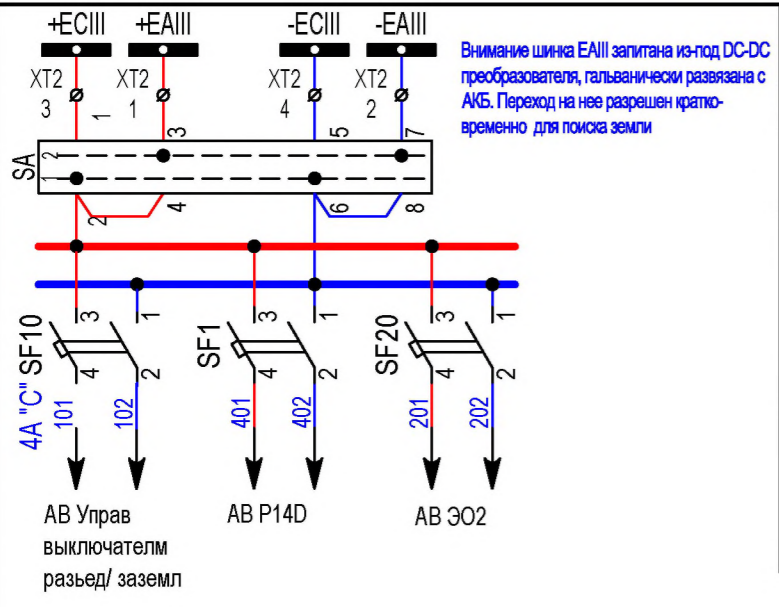 +ECIII +EAIII -ECIII -EAIII
Внимание шинка EAIII запитана из-под DC-DC
преобразователя, гальванически развязана с
АКБ. Переход на нее разрешен кратко-
временно для поиска земли
XT2 XT2 XT2 XT2
3 1 4 2
1 3 5 7
SA
2
1
2 4 6 8
3 1 3 1 3 1
4А "С" SF10 SF1 SF20
4 2 4 2 4 2
101 102 401 402 201 202
АВ Управ
выключателм
разьед/ заземл
АВ P14D
АВ ЭО2